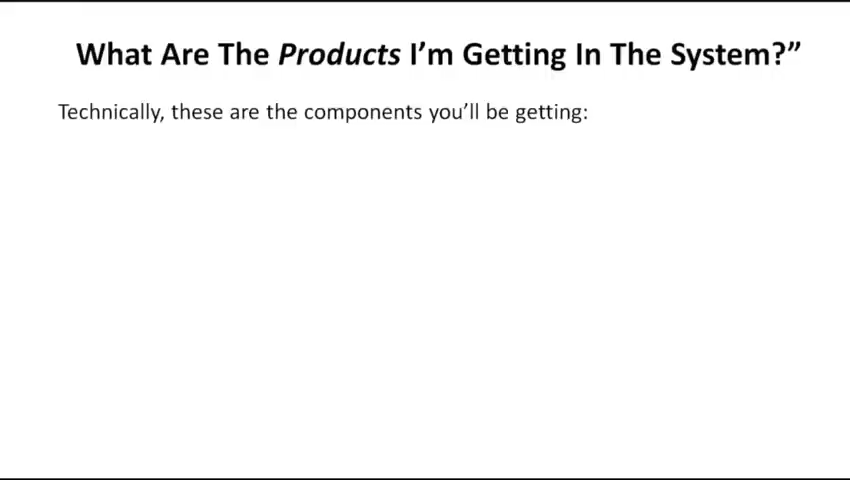 What Are The Products I’m Getting In The System?”
Technically, these are the components you’ll be getting: